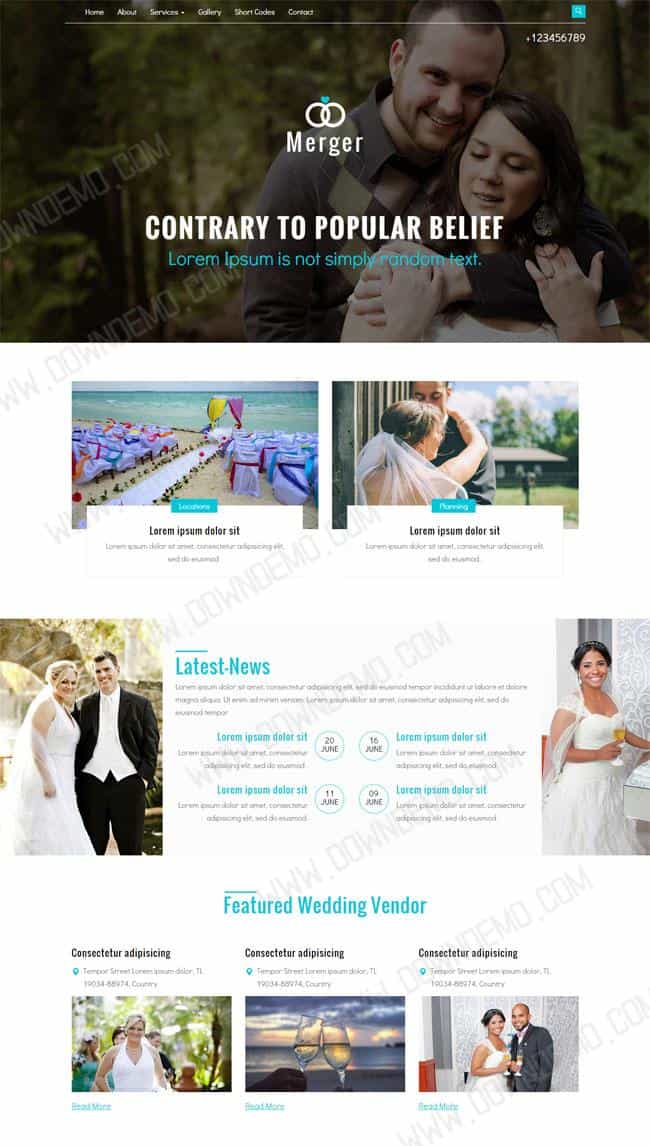 Home About Services Gallery Short Codes Contact
+123456789
Merger
CONTRARY TO POPULAR BELIEF
Lorem Ipsum is not simply random text.
Locations
Lorem ipsum dolor sit
Lorem ipsum dolor sit amet, consectetur adipisicing elit,
sed do eiusmod
Planning
Lorem ipsum dolor sit
Lorem ipsum dolor sit amet, consectetur adipisicing elit,
sed do eiusmod.
Latest-News
Lorem ipsum dolor sit amet, consectetur adipisicing elit, sed do eiusmod tempor incididunt ut labore et dolore
magna aliqua. Ut enim ad minim veniam. Lorem ipsum dolor sit amet, consectetur adipisicing elit, sed do
eiusmod tempor
Lorem ipsum dolor sit
Lorem ipsum dolor sit amet, consectetur
adipisicing elit, sed do eiusmod.
20
JUNE
16
JUNE
Lorem ipsum dolor sit
Lorem ipsum dolor sit amet, consectetur
adipisicing elit, sed do eiusmod.
Lorem ipsum dolor sit
Lorem ipsum dolor sit amet, consectetur
adipisicing elit, sed do eiusmod.
11
JUNE
09
JUNE
Lorem ipsum dolor sit
Lorem ipsum dolor sit amet, consectetur
adipisicing elit, sed do eiusmod.
Featured Wedding Vendor
Consectetur adipisicing
Tempor Street Lorem ipsum dolor, TL
19034-88974, Country
Read More
Consectetur adipisicing
Tempor Street Lorem ipsum dolor, TL
19034-88974, Country
Read More
Consectetur adipisicing
Tempor Street Lorem ipsum dolor, TL
19034-88974, Country
Read More
WWW.DOWNDEMO.COM